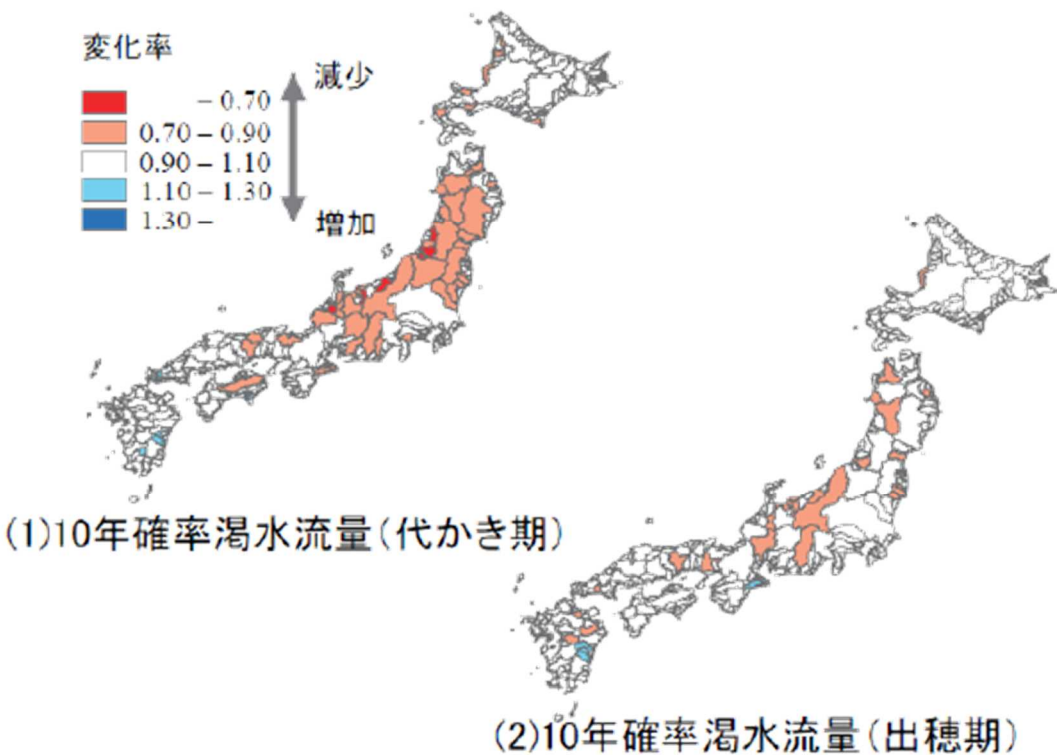 変化率
減少
– 0.70
0.70 – 0.90
0.90 – 1.10
1.10 – 1.30
1.30 –
増加
(1)10年確率渇水流量(代かき期)
(2)10年確率渇水流量(出穂期)